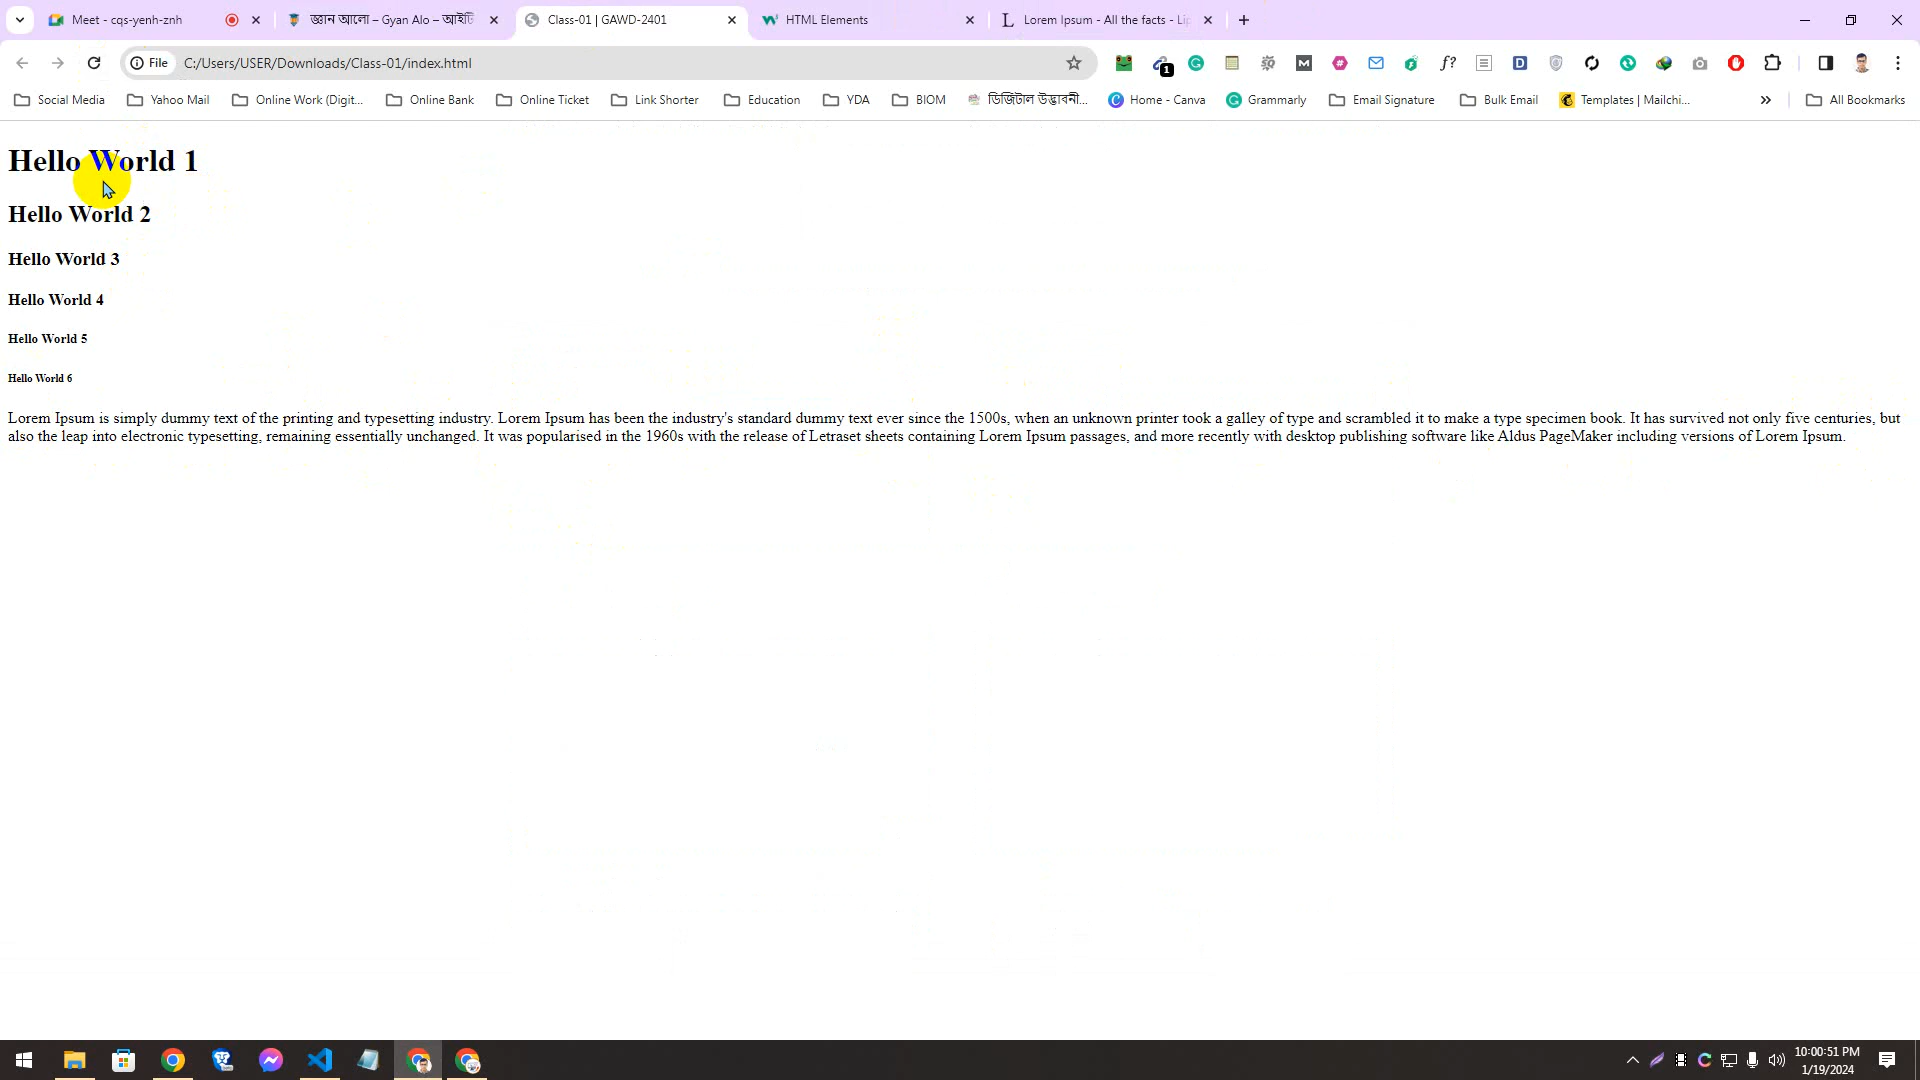 Meet - cqs-yenh-znh
জ্ঞান আলো – Gyan Alo – আইটি
Class-01 | GAWD-2401
HTML Elements
Lorem Ipsum - All the facts - Lip
File
C:/Users/USER/Downloads/Class-01/index.html
1
Social Media
Yahoo Mail
Online Work (Digit...
Online Bank
Online Ticket
Link Shorter
Education
YDA
BIOM
ডিজিটাল উদ্ভাবনী...
Home - Canva
Grammarly
Email Signature
Bulk Email
Templates | Mailchi...
All Bookmarks
Hello World 1
Hello World 2
Hello World 3
Hello World 4
Hello World 5
Hello World 6
Lorem Ipsum is simply dummy text of the printing and typesetting industry. Lorem Ipsum has been the industry's standard dummy text ever since the 1500s, when an unknown printer took a galley of type and scrambled it to make a type specimen book. It has survived not only five centuries, but
also the leap into electronic typesetting, remaining essentially unchanged. It was popularised in the 1960s with the release of Letraset sheets containing Lorem Ipsum passages, and more recently with desktop publishing software like Aldus PageMaker including versions of Lorem Ipsum.
10:00:51 PM
1/19/2024